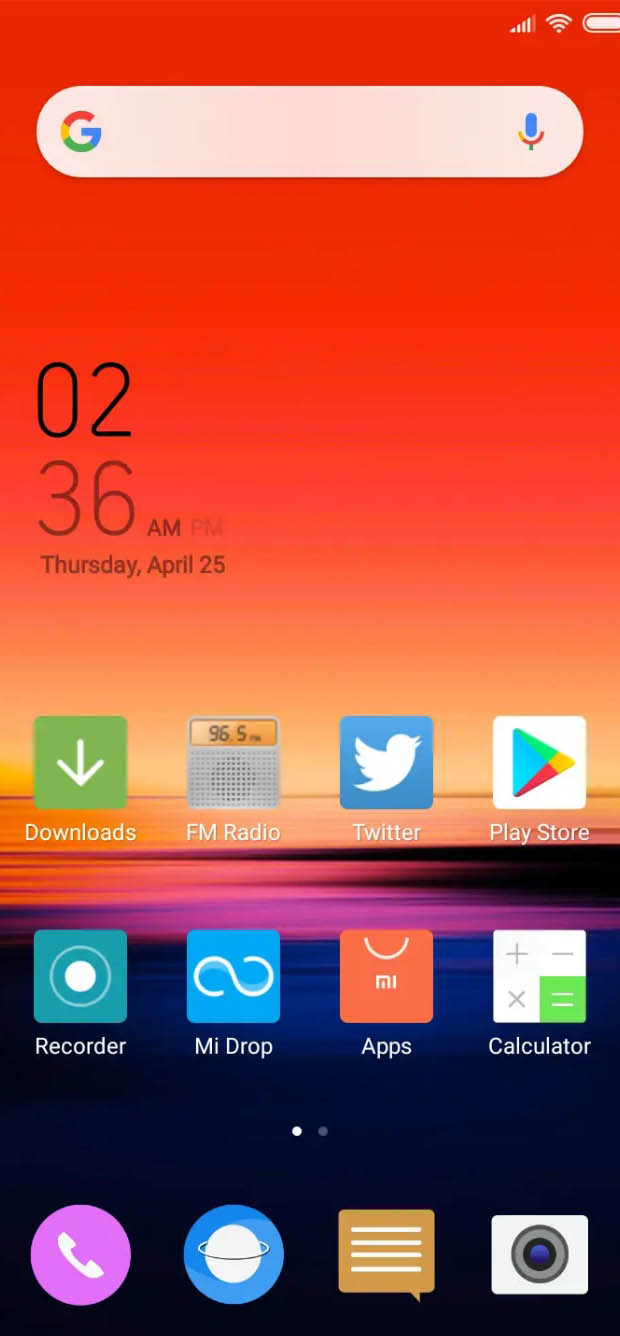 02
36 AM PM
Thursday, April 25
96.5 FM
Downloads FM Radio Twitter Play Store
mi
Recorder Mi Drop Apps Calculator